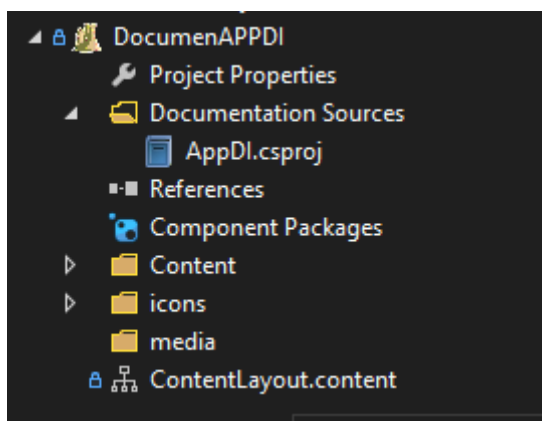 DocumenAPPDI
Project Properties
Documentation Sources
AppDI.csproj
References
Component Packages
Content
icons
media
ContentLayout.content